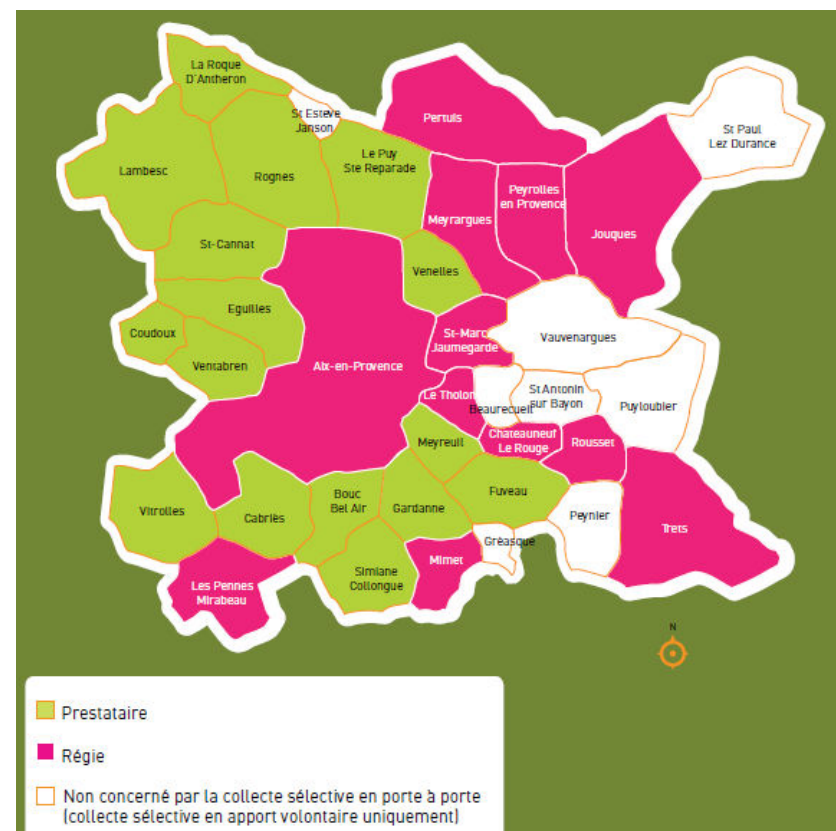 La Roque
D'Antheron
St Estève
Janson
Pertuis
St Paul
Lez Durance
Lambesc
Rognes
Le Puy
Ste Reparade
Meyrargues
Peyrolles
en Provence
Jouques
St-Cannat
Venelles
Eguilles
Coudoux
Ventabren
Aix-en-Provence
St-Marc
Jaumegarde
Vauvenargues
Le Tholon
Beaurecueil
St Antonin
sur Bayon
Puyloubier
Meyreuil
Chateauneuf
Le Rouge
Rousset
Vitrolles
Cabriès
Bouc
Bel Air
Gardanne
Fuveau
Peynier
Trets
Gréasque
Mimet
Simiane
Collongue
Les Pennes
Mirabeau
N
Prestataire
Régie
Non concerné par la collecte sélective en porte à porte
(collecte sélective en apport volontaire uniquement)